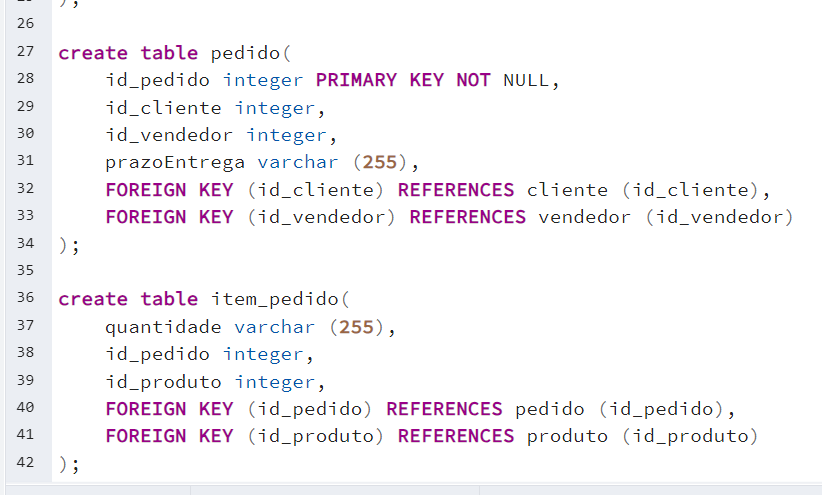 26
27 create table pedido(
28 id_pedido integer PRIMARY KEY NOT NULL,
29 id_cliente integer,
30 id_vendedor integer,
31 prazoEntrega varchar (255),
32 FOREIGN KEY (id_cliente) REFERENCES cliente (id_cliente),
33 FOREIGN KEY (id_vendedor) REFERENCES vendedor (id_vendedor)
34 );
35
36 create table item_pedido(
37 quantidade varchar (255),
38 id_pedido integer,
39 id_produto integer,
40 FOREIGN KEY (id_pedido) REFERENCES pedido (id_pedido),
41 FOREIGN KEY (id_produto) REFERENCES produto (id_produto)
42 );